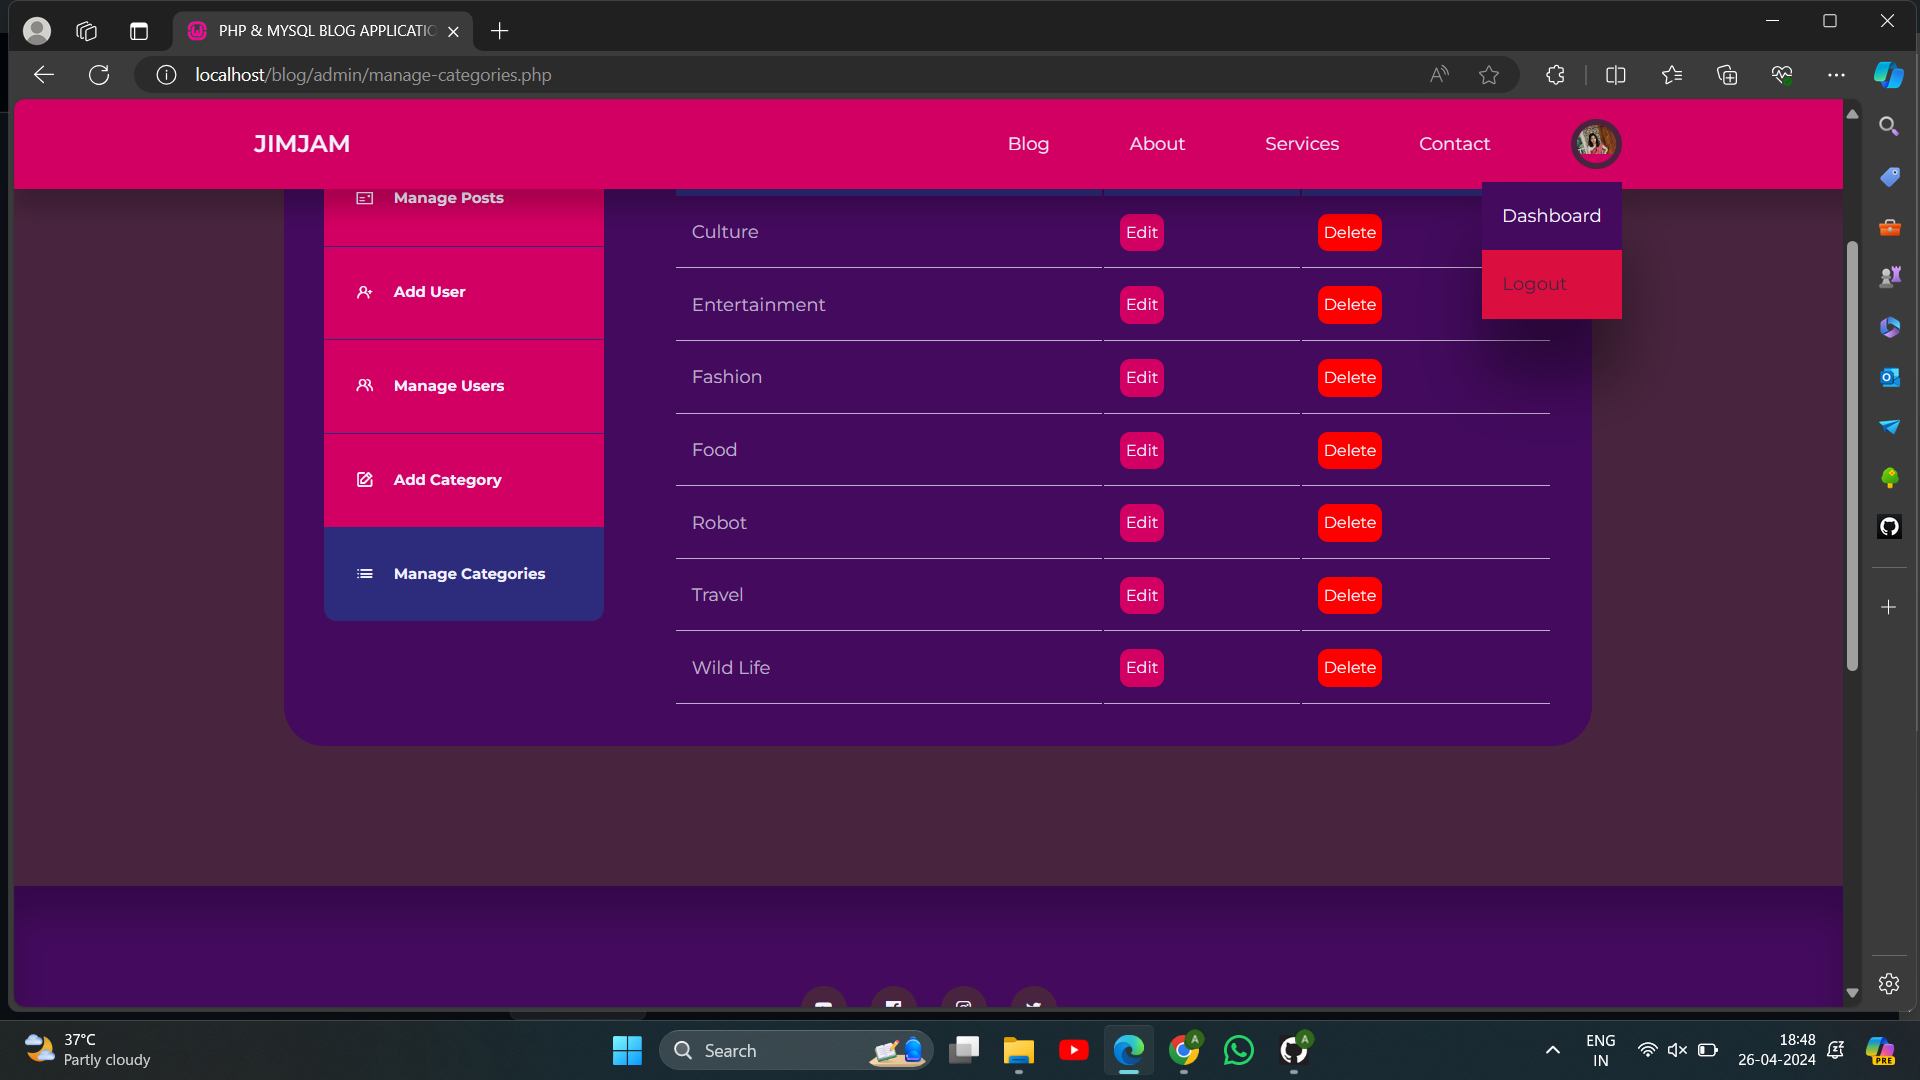 PHP & MYSQL BLOG APPLICATIO
localhost/blog/admin/manage-categories.php
JIMJAM
Blog
About
Services
Contact
Dashboard
Logout
Manage Posts
Add User
Manage Users
Add Category
Manage Categories
Culture Edit Delete
Entertainment Edit Delete
Fashion Edit Delete
Food Edit Delete
Robot Edit Delete
Travel Edit Delete
Wild Life Edit Delete
37°C
Partly cloudy
Search
A
A
ENG
IN
18:48
26-04-2024
PRE